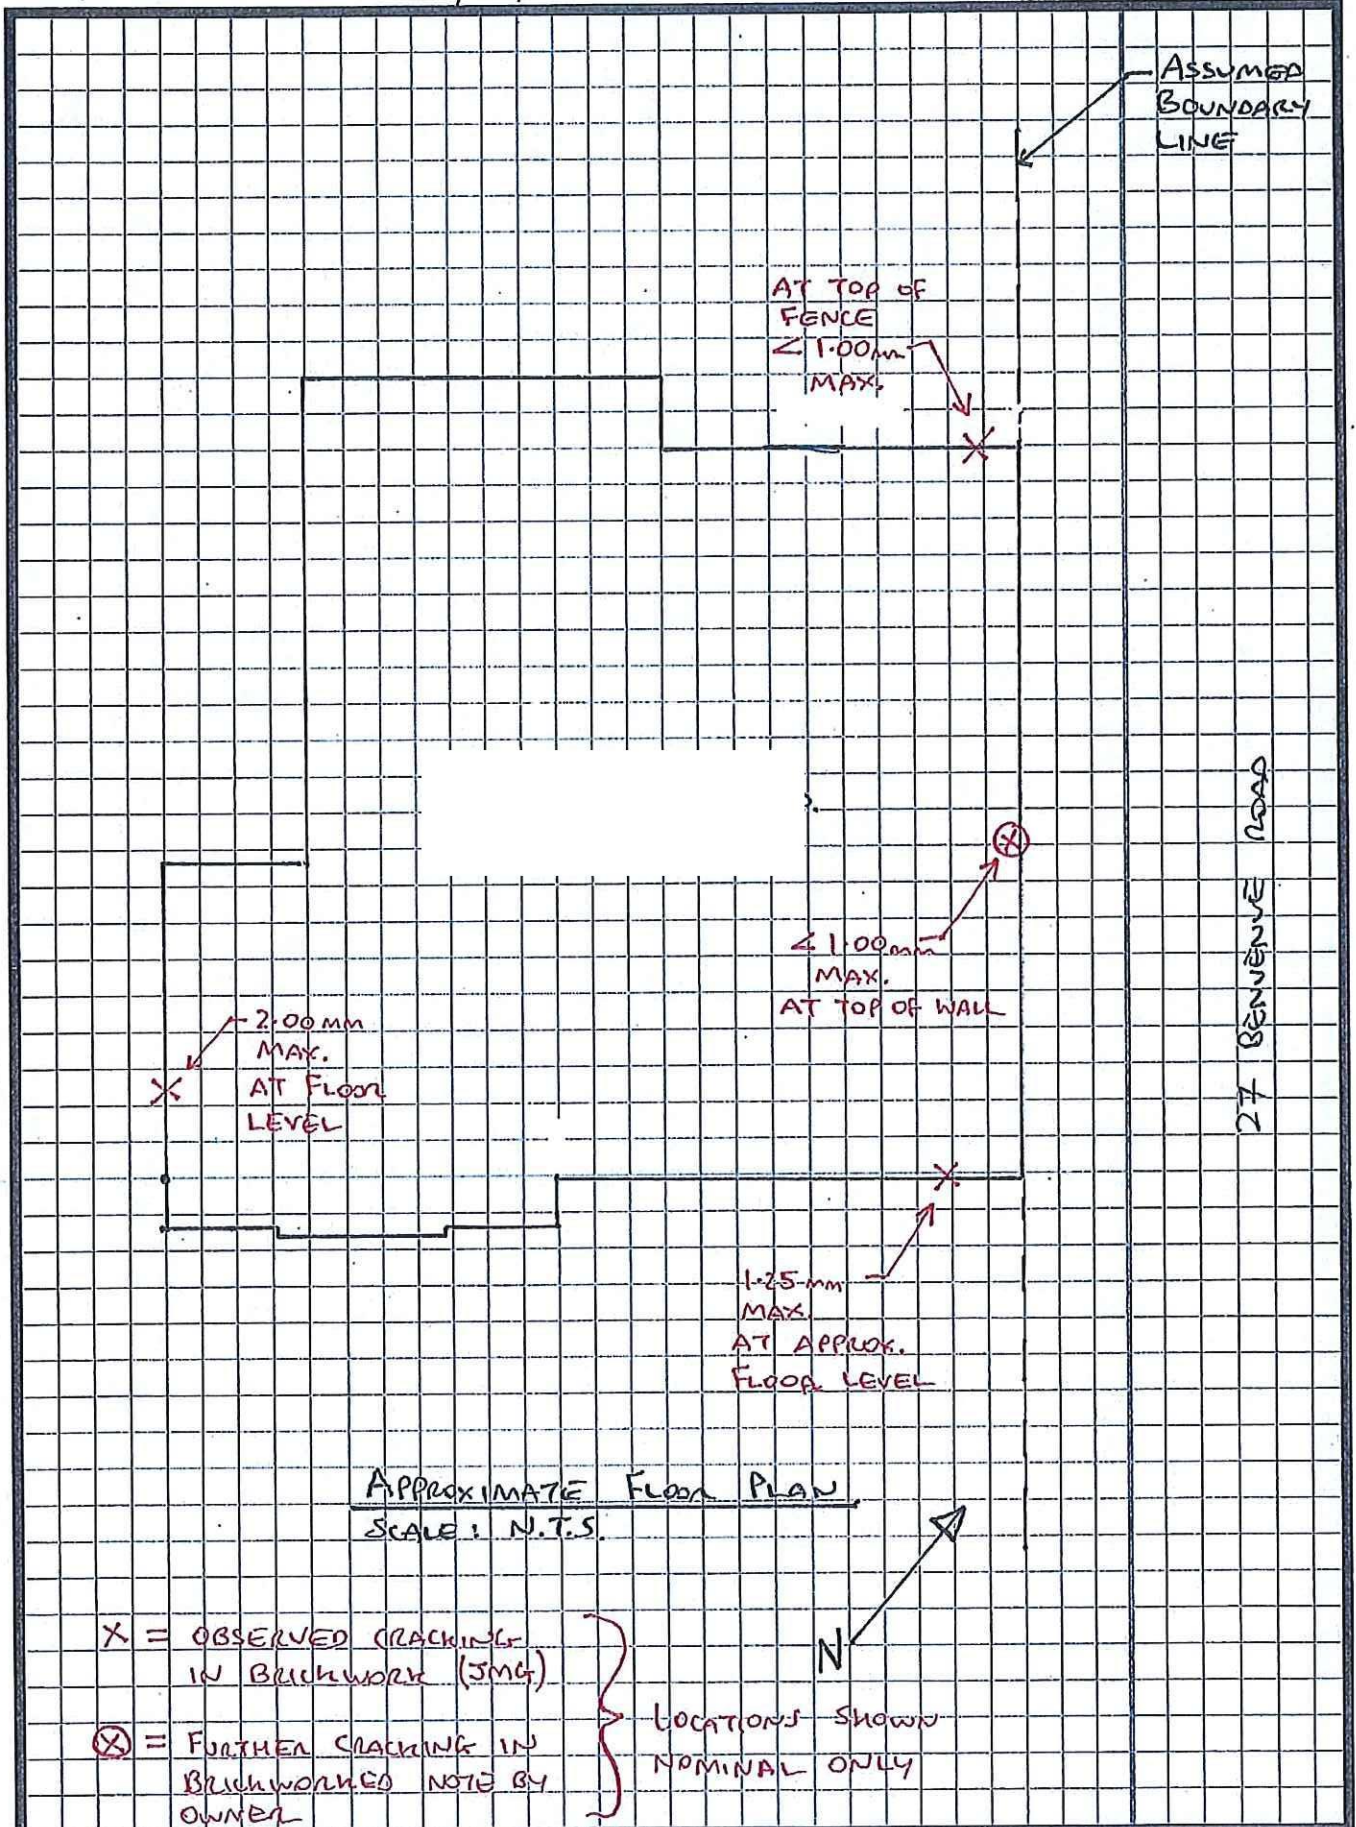 ASSUMED
BOUNDARY
LINE
AT TOP OF
FENCE
< 1.00mm
MAX.
27 BENVENUE ROAD
< 1.00mm
MAX.
AT TOP OF WALL
2.00mm
MAX.
AT FLOOR
LEVEL
1.25mm
MAX.
AT APPROX.
FLOOR LEVEL
APPROXIMATE FLOOR PLAN
SCALE: N.T.S.
N
X = OBSERVED CRACKING
IN BRICKWORK (JMG)
Ⓧ = FURTHER CRACKING IN
BRICKWORKED NOTE BY
OWNER
LOCATIONS SHOWN
NOMINAL ONLY